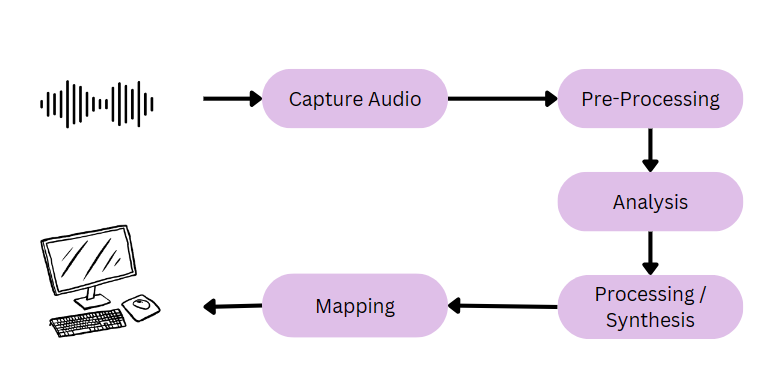 Capture Audio
Pre-Processing
Analysis
Processing /
Synthesis
Mapping